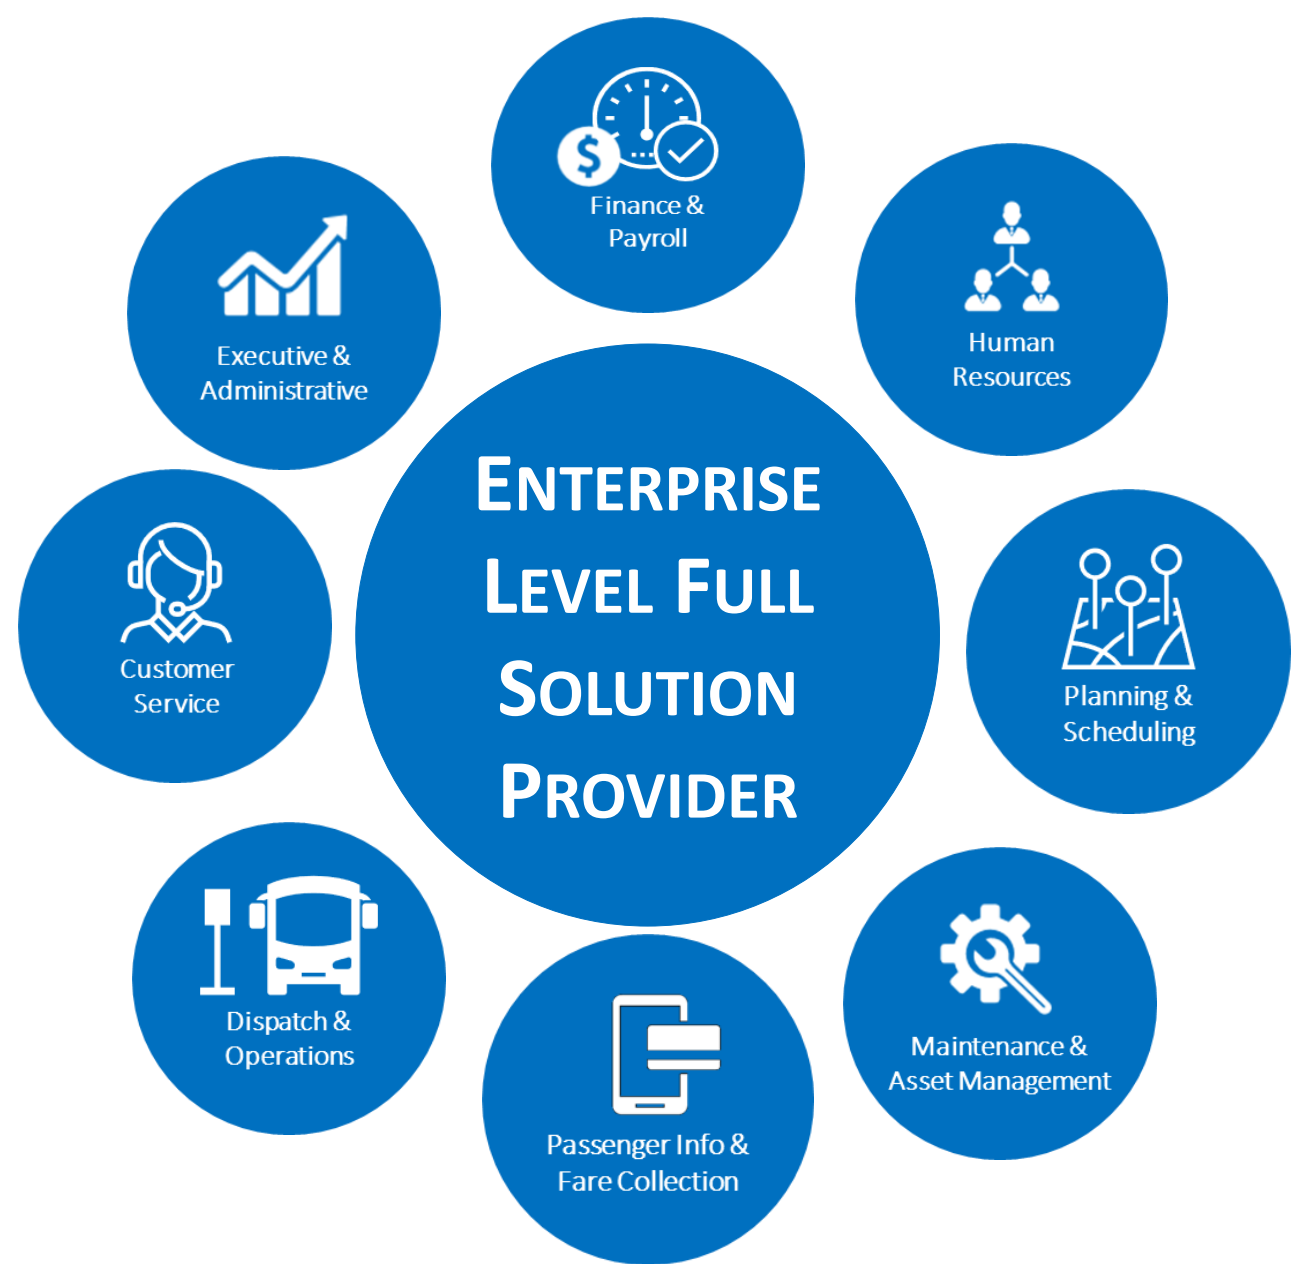 Finance &
Payroll
Human
Resources
Executive &
Administrative
ENTERPRISE
LEVEL FULL
SOLUTION
PROVIDER
Customer
Service
Planning &
Scheduling
Dispatch &
Operations
Maintenance &
Asset Management
Passenger Info &
Fare Collection
$